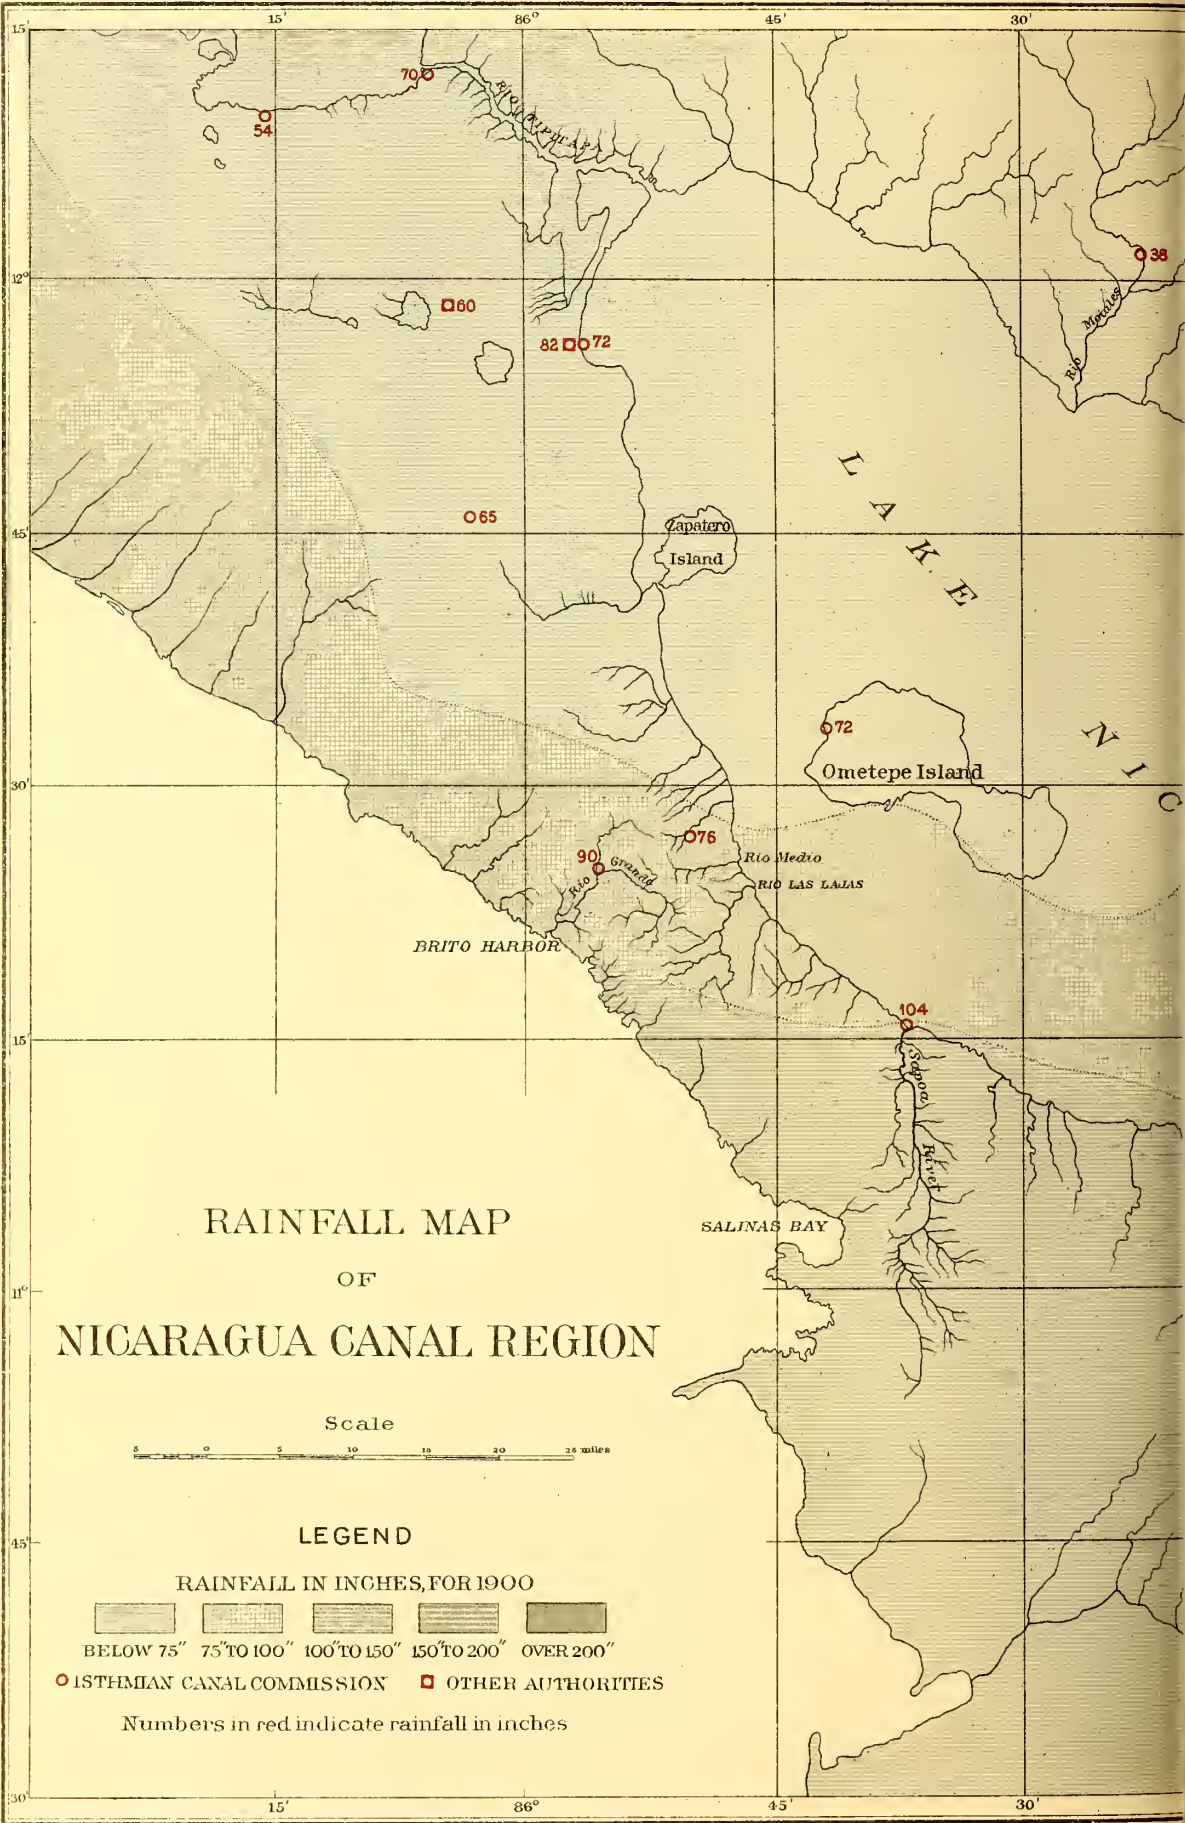 15' 86° 45' 30'
15'
70
RIO TIPITAPA
54
38
12°
60
Rio Morales
82 72
LAKE NIC
65
45'
Zapatero
Island
72
Ometepe Island
30'
76
90
Rio Grande
Rio Medio
RIO LAS LAJAS
BRITO HARBOR
104
15'
Sapoa River
RAINFALL MAP
SALINAS BAY
OF
11°
NICARAGUA CANAL REGION
Scale
5 0 5 10 15 20 25 miles
LEGEND
45'
RAINFALL IN INCHES, FOR 1900
BELOW 75" 75" TO 100" 100" TO 150" 150" TO 200" OVER 200"
ISTHMIAN CANAL COMMISSION OTHER AUTHORITIES
Numbers in red indicate rainfall in inches
30'
15' 86° 45' 30'